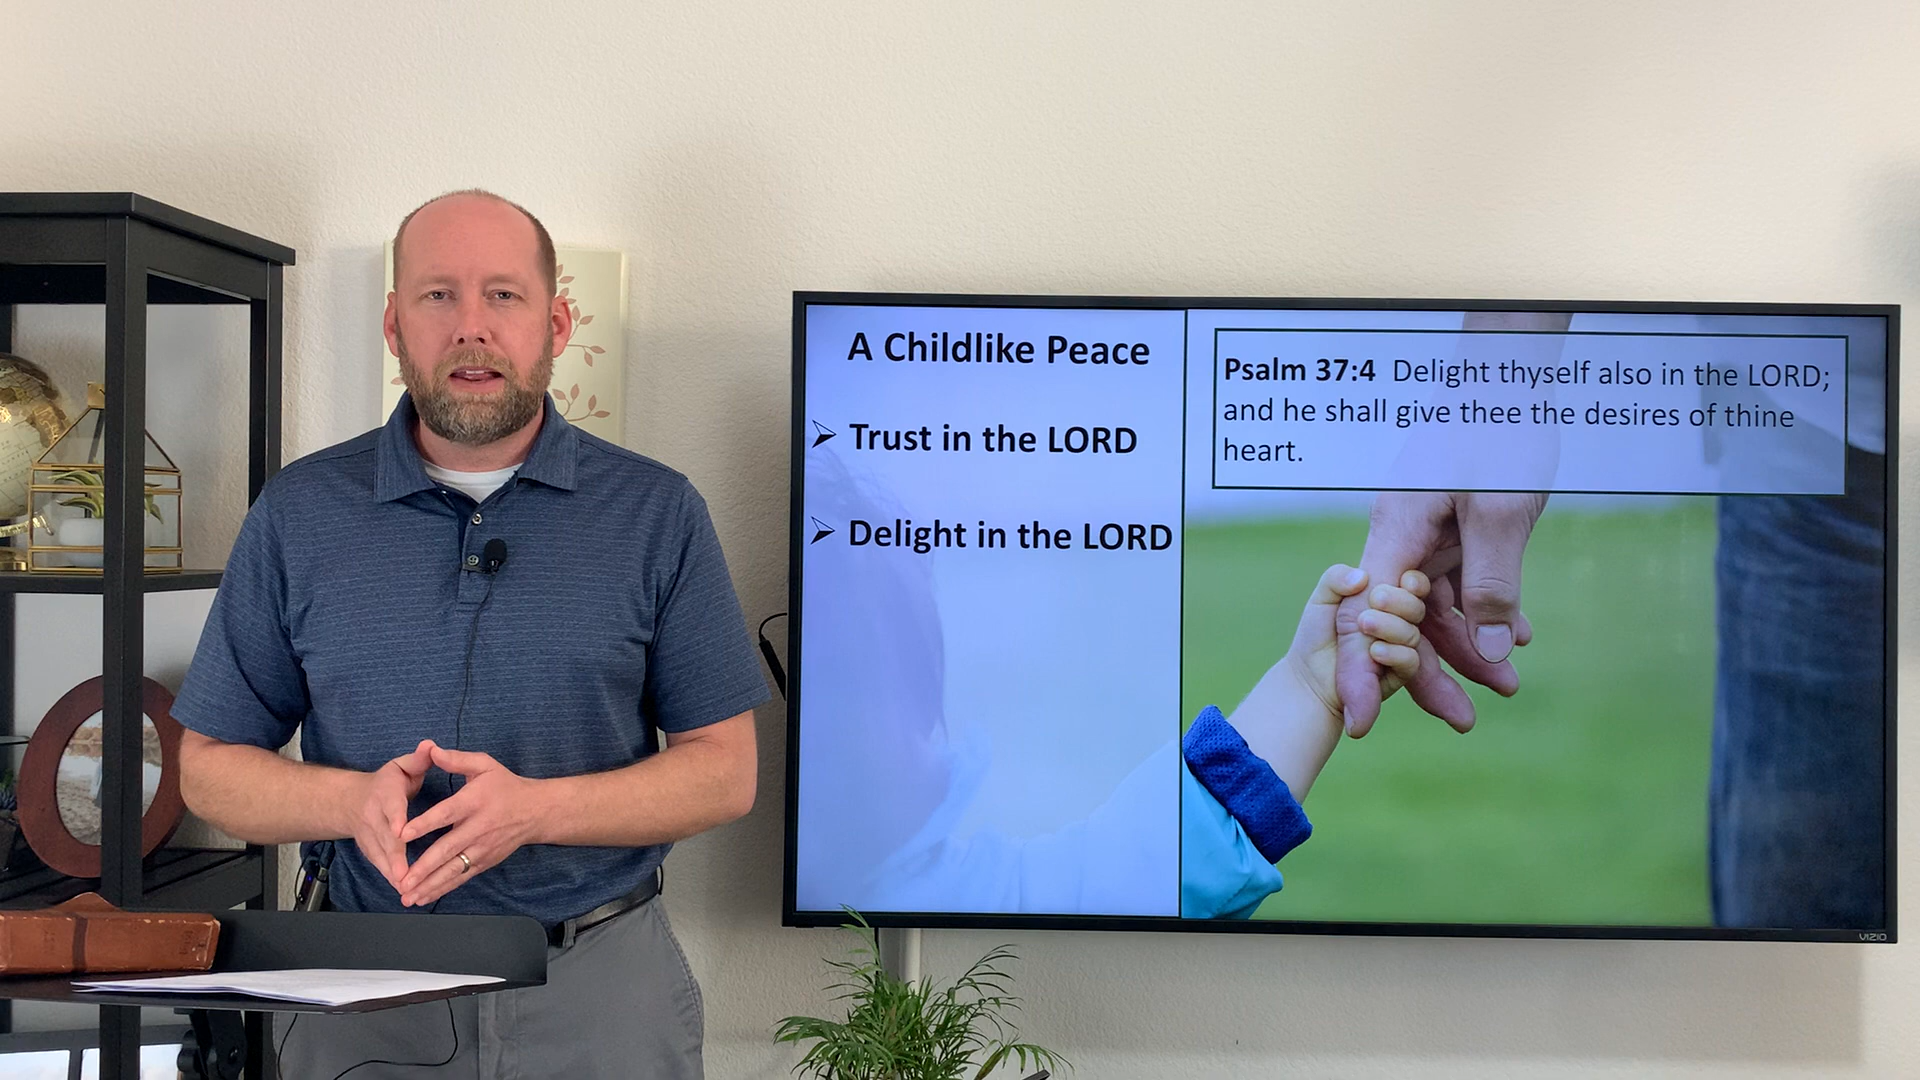 A Childlike Peace
➢ Trust in the LORD
➢ Delight in the LORD
Psalm 37:4 Delight thyself also in the LORD;
and he shall give thee the desires of thine
heart.
VIZIO